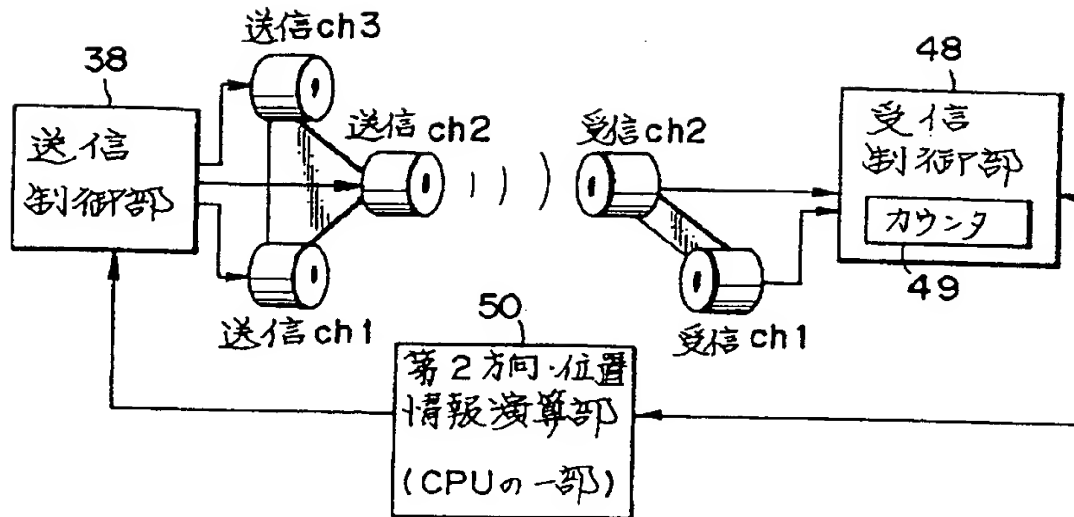 送信ch3
38
48
送信
制御部
送信ch2
受信ch2
受信
制御部
カウンタ
49
送信ch1
受信ch1
50
第2方向・位置
情報演算部
(CPUの一部)